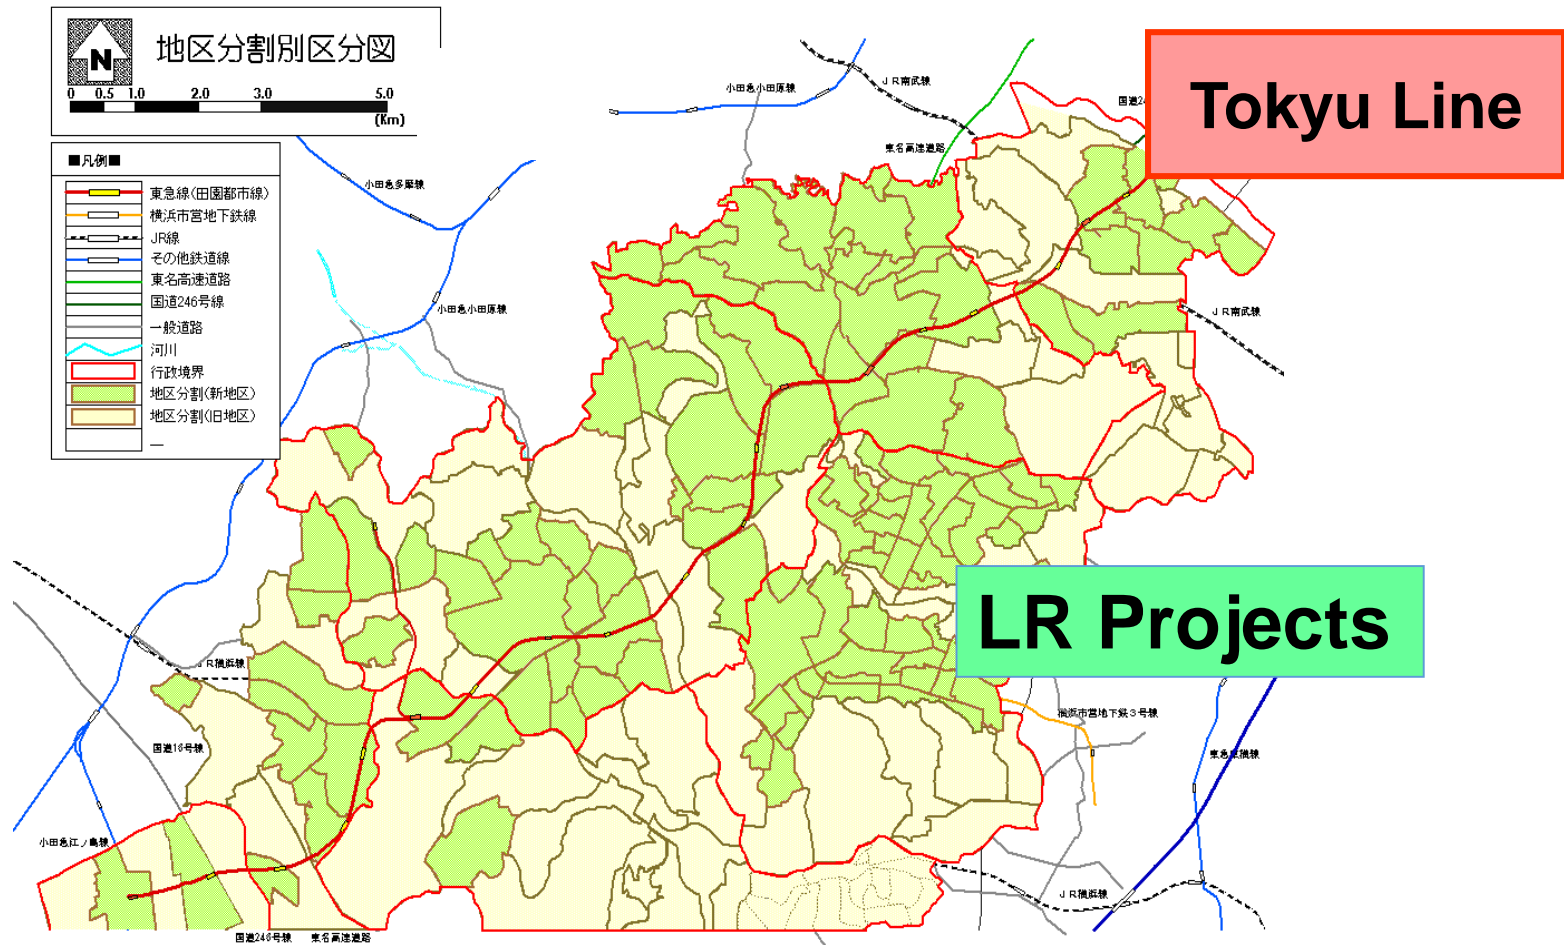 地区分割別区分図
N
0 0.5 1.0 2.0 3.0 5.0
(Km)
■凡例■
東急線(田園都市線)
横浜市営地下鉄線
JR線
その他鉄道線
東名高速道路
国道246号線
一般道路
河川
行政境界
地区分割(新地区)
地区分割(旧地区)
―
Tokyu Line
LR Projects
小田急小田原線
JR南武線
国道24
東名高速道路
小田急多摩線
小田急小田原線
JR南武線
JR横浜線
国道16号線
横浜市営地下鉄3号線
東急東横線
小田急江ノ島線
JR横浜線
国道246号線 東名高速道路